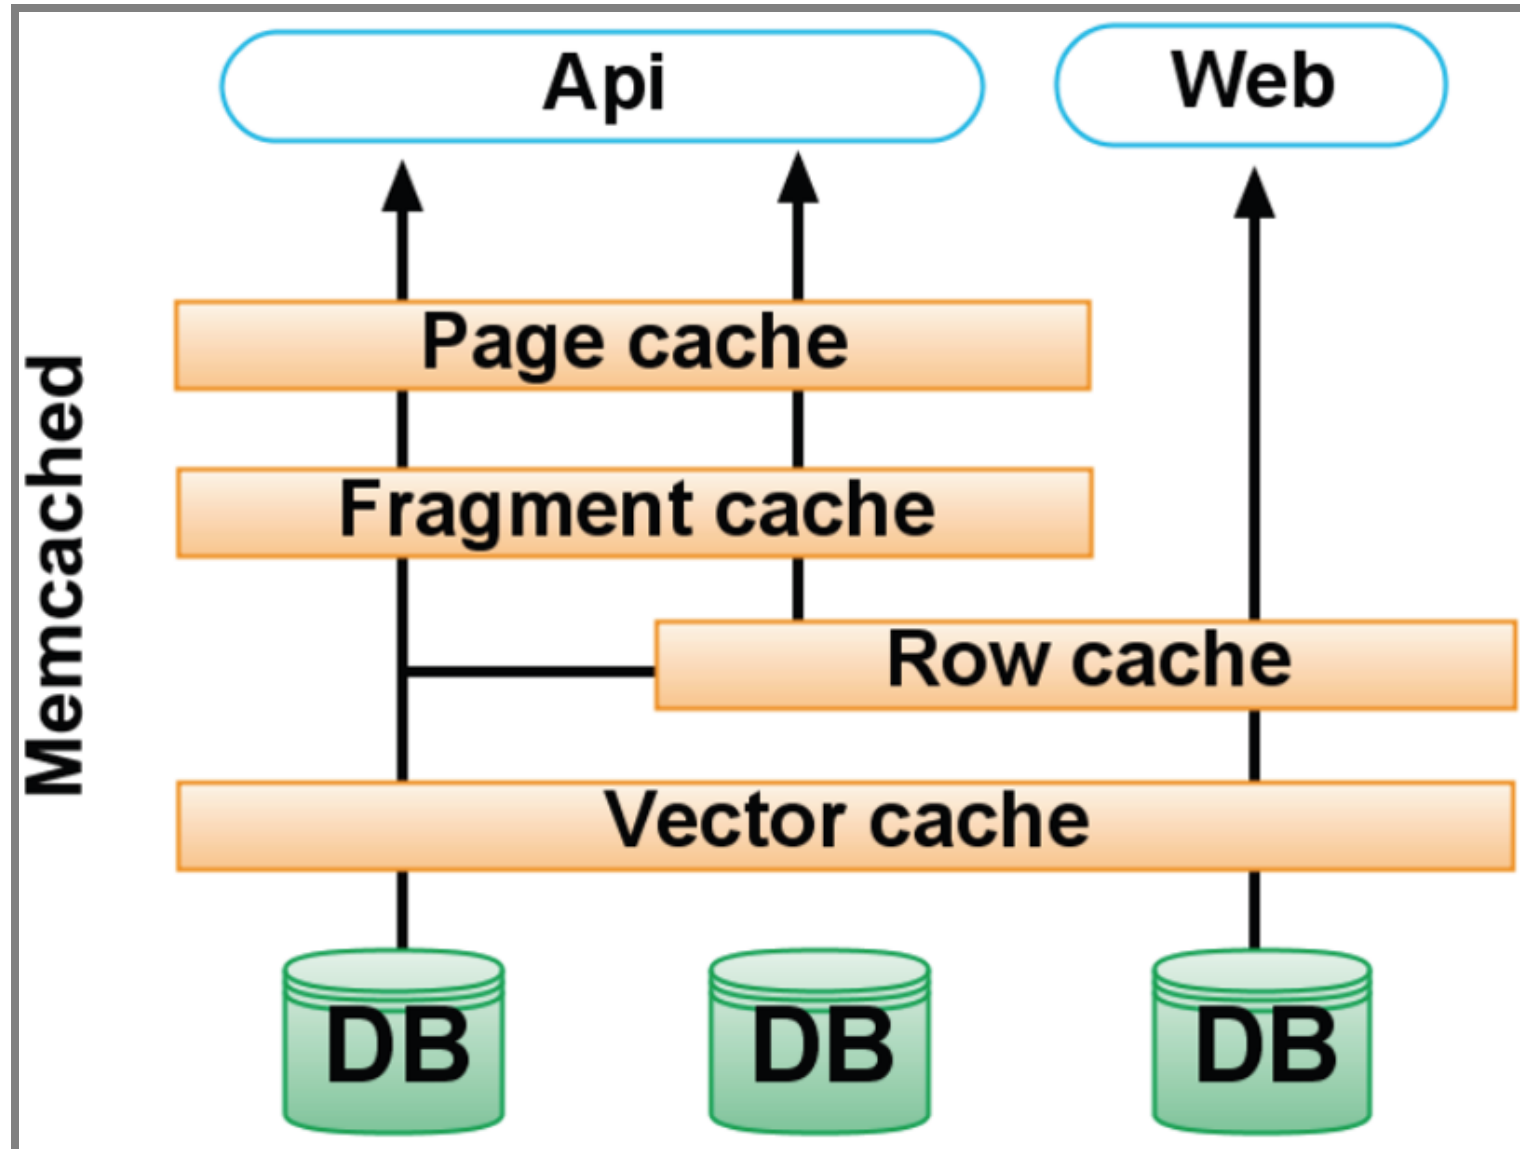 Api
Web
Memcached
Page cache
Fragment cache
Row cache
Vector cache
DB
DB
DB